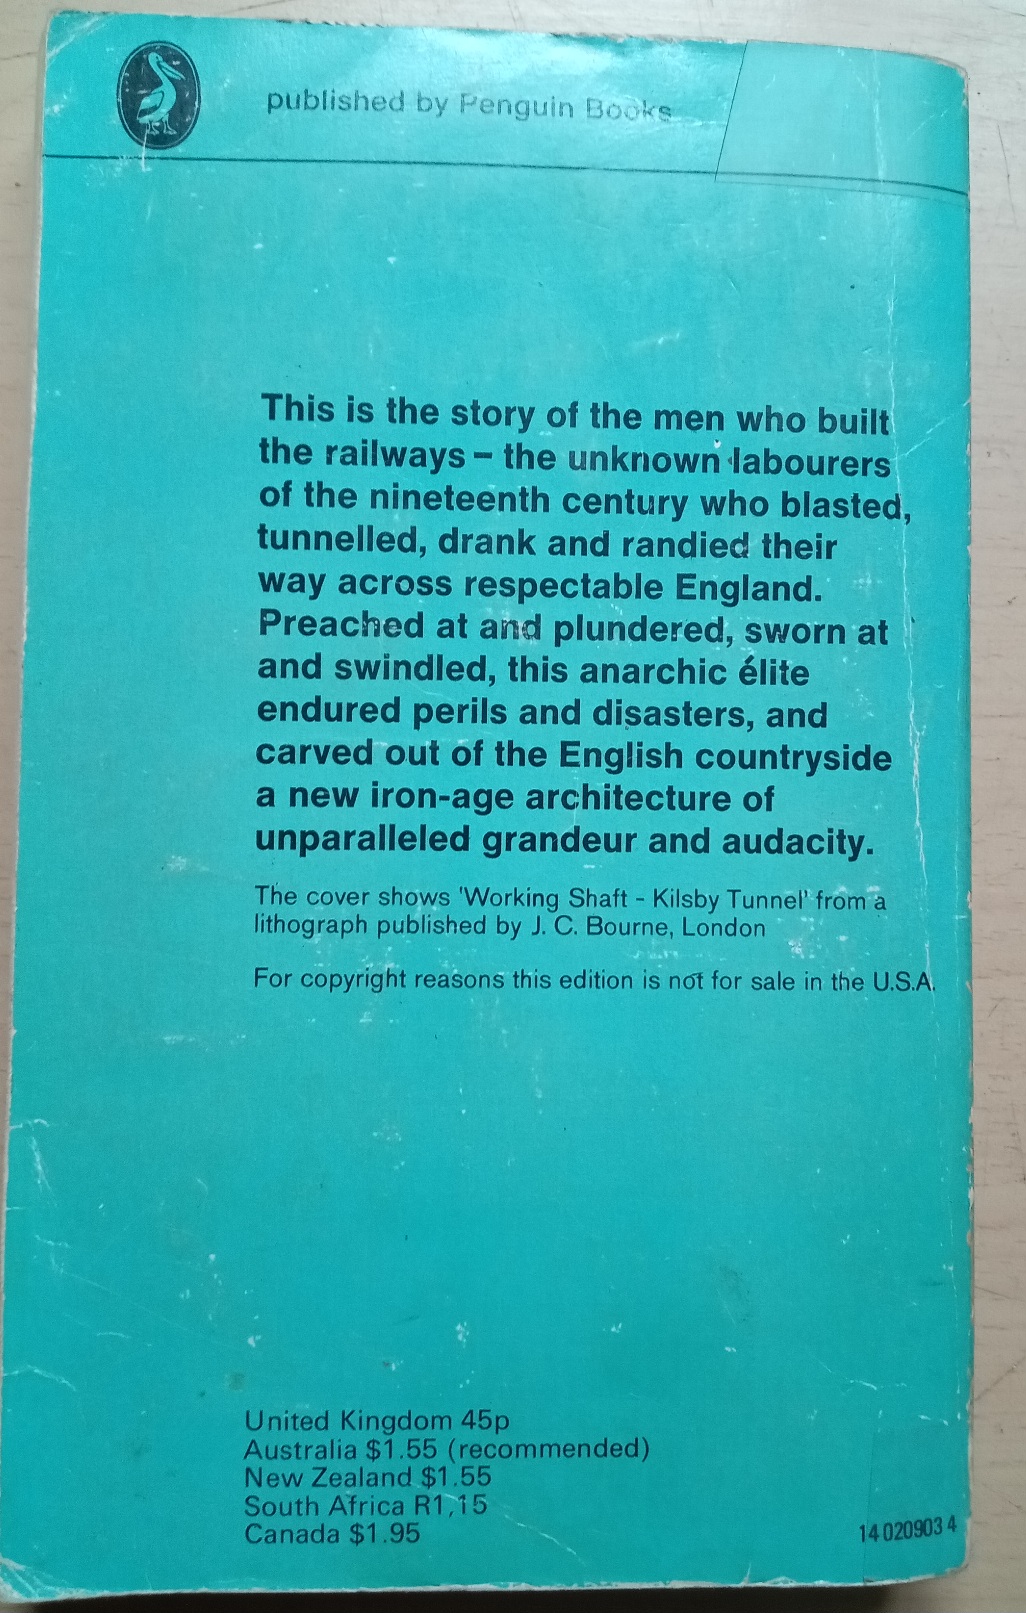 published by Penguin Books
This is the story of the men who built
the railways – the unknown labourers
of the nineteenth century who blasted,
tunnelled, drank and randied their
way across respectable England.
Preached at and plundered, sworn at
and swindled, this anarchic élite
endured perils and disasters, and
carved out of the English countryside
a new iron-age architecture of
unparalleled grandeur and audacity.
The cover shows 'Working Shaft - Kilsby Tunnel' from a
lithograph published by J. C. Bourne, London
For copyright reasons this edition is not for sale in the U.S.A.
United Kingdom 45p
Australia $1.55 (recommended)
New Zealand $1.55
South Africa R1,15
Canada $1.95
14 020903 4